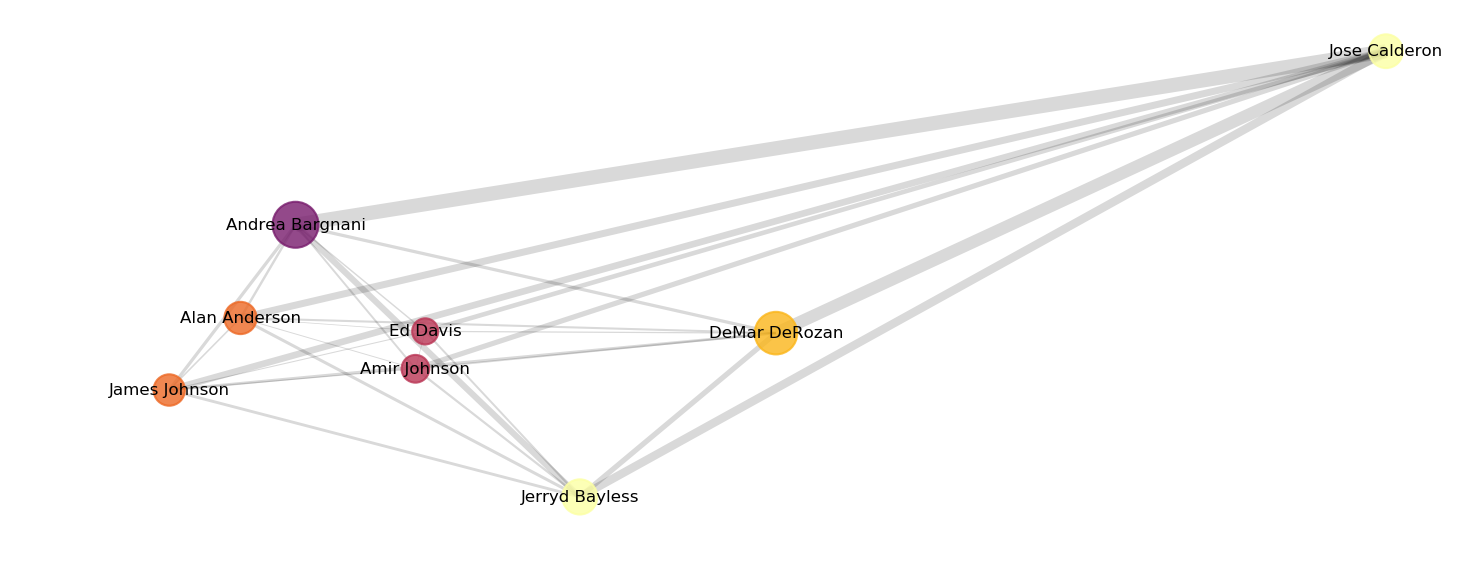 Jose Calderon
Andrea Bargnani
Alan Anderson
Ed Davis
DeMar DeRozan
Amir Johnson
James Johnson
Jerryd Bayless